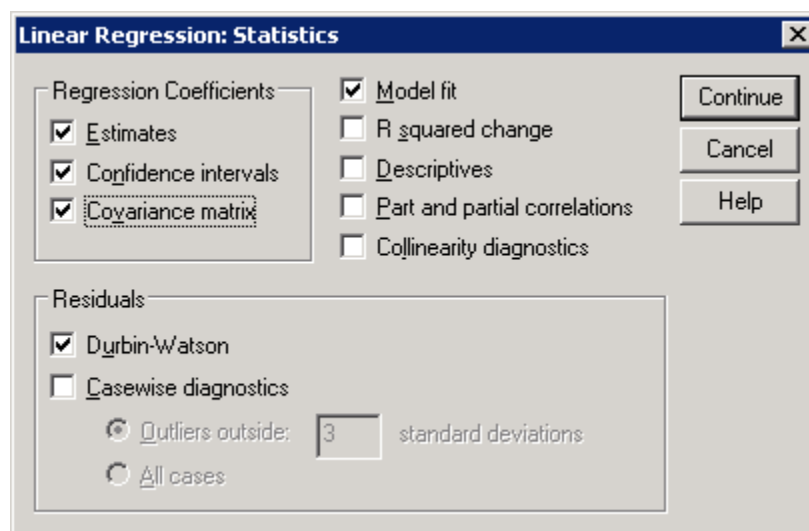 Linear Regression: Statistics
Regression Coefficients
Estimates
Confidence intervals
Covariance matrix
Model fit
R squared change
Descriptives
Part and partial correlations
Collinearity diagnostics
Continue
Cancel
Help
Residuals
Durbin-Watson
Casewise diagnostics
Outliers outside: 3 standard deviations
All cases